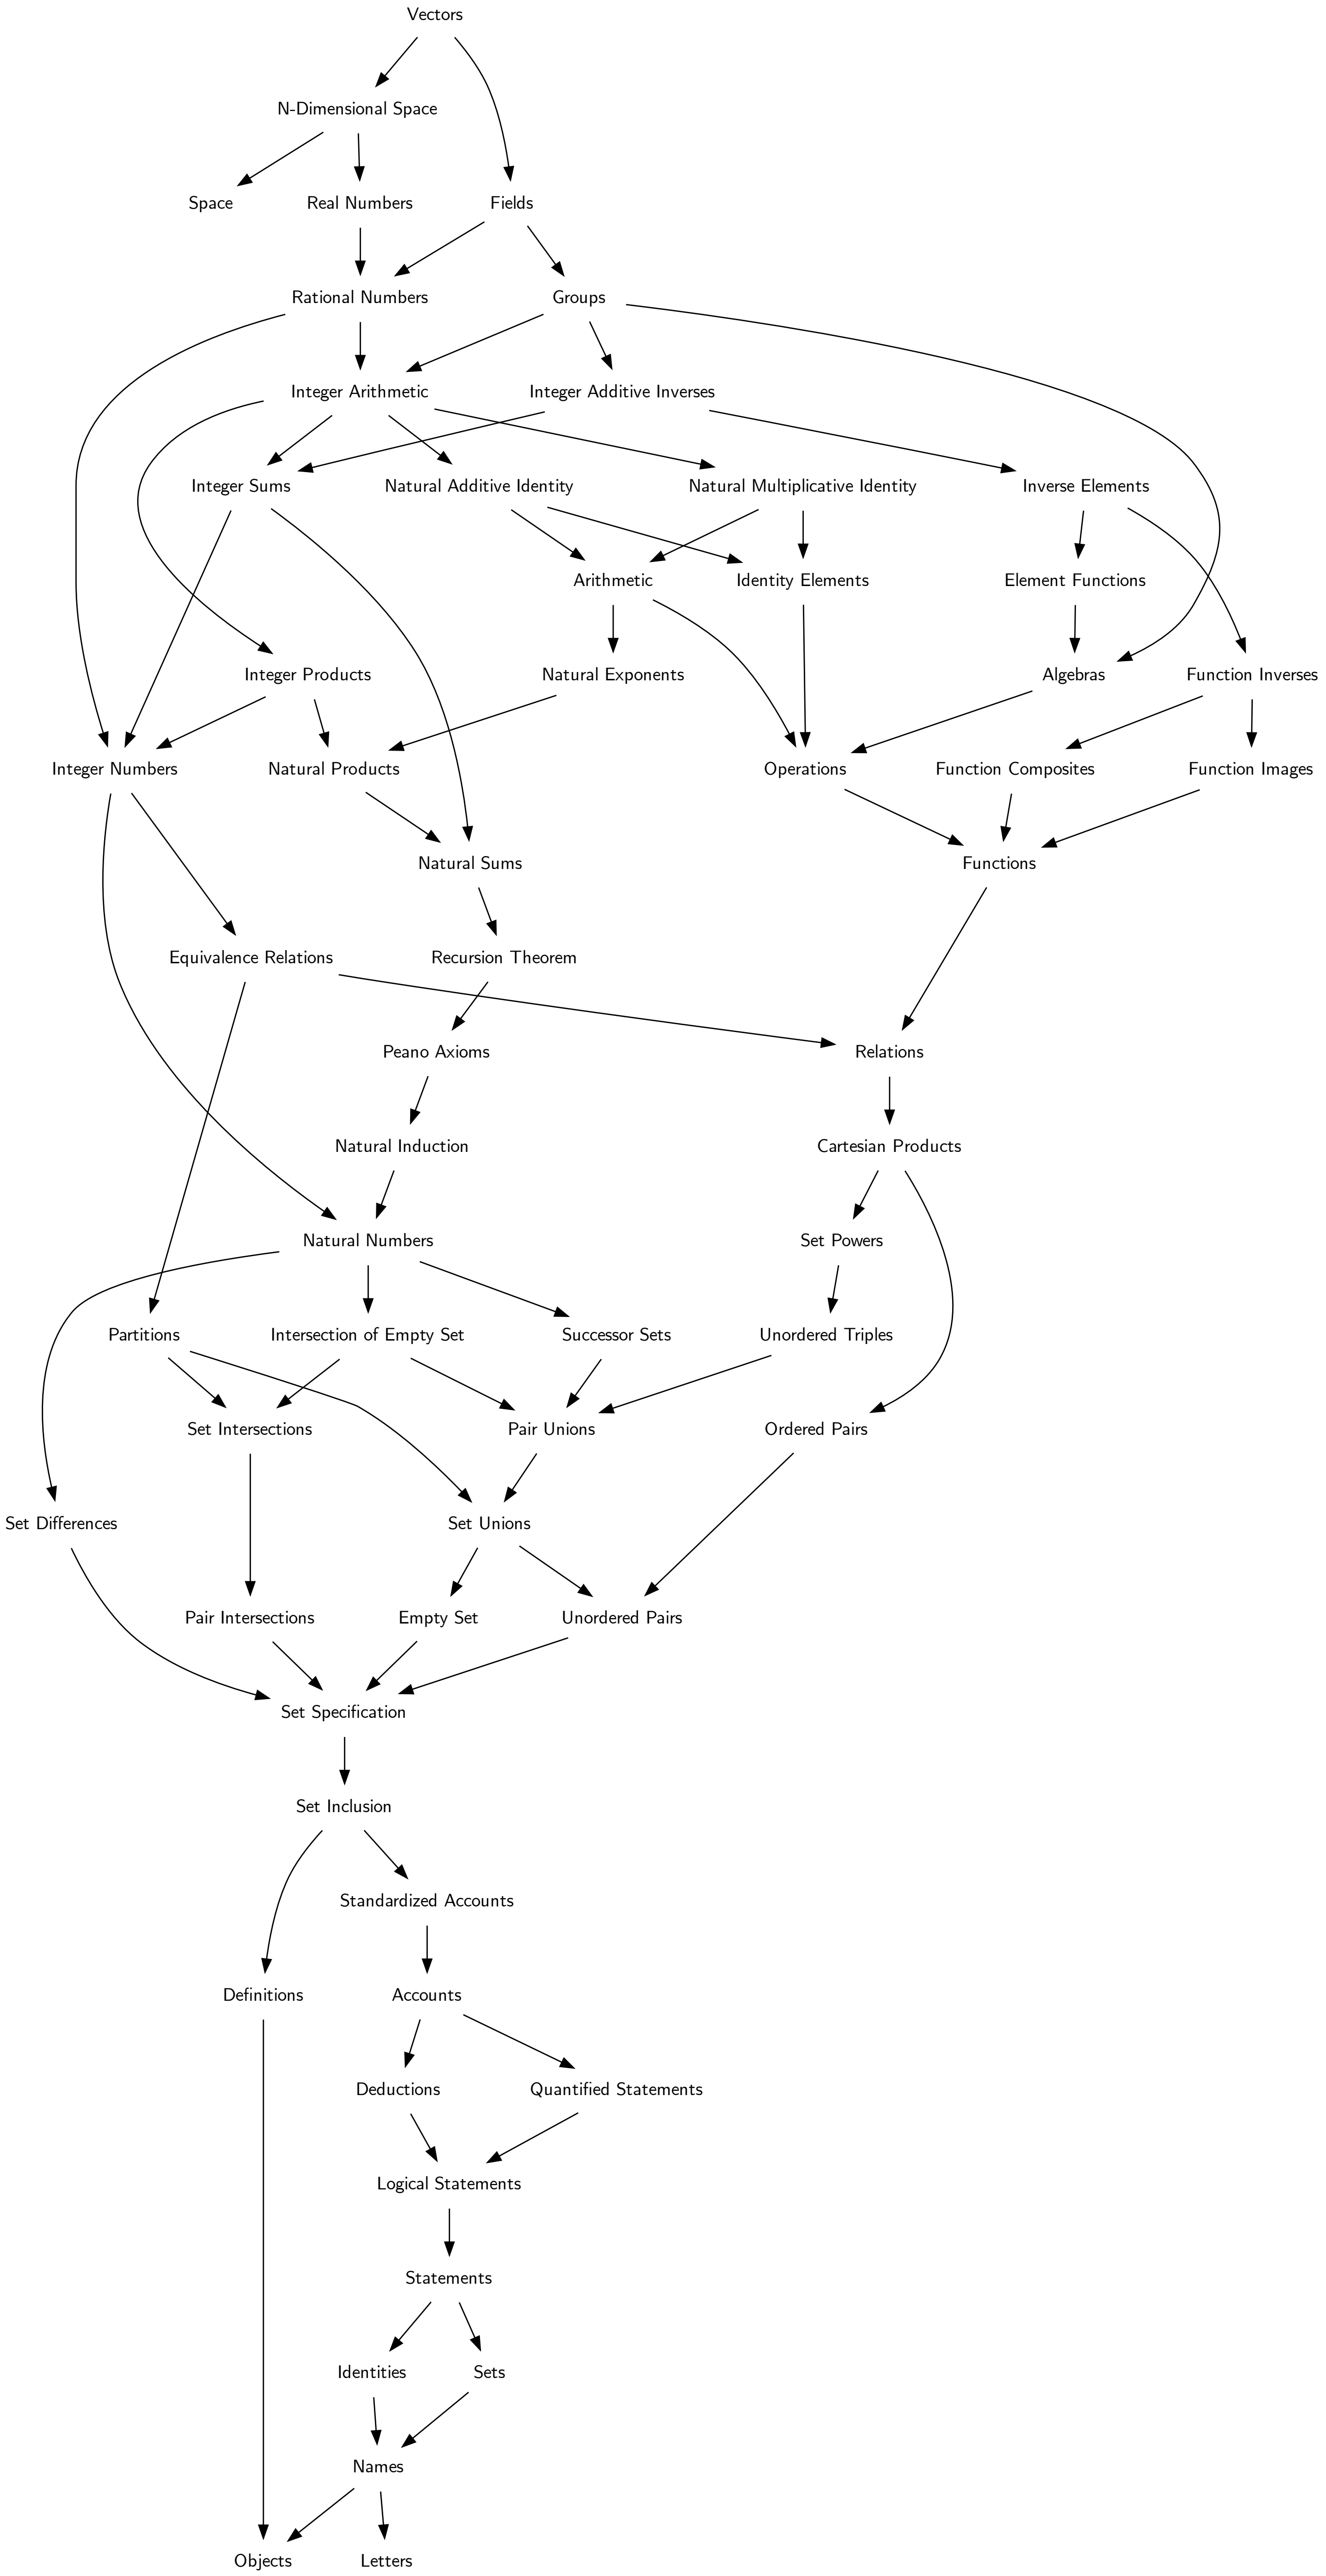 Vectors
N-Dimensional Space
Space
Real Numbers
Fields
Rational Numbers
Groups
Integer Arithmetic
Integer Additive Inverses
Integer Sums
Natural Additive Identity
Natural Multiplicative Identity
Inverse Elements
Arithmetic
Identity Elements
Element Functions
Integer Products
Natural Exponents
Algebras
Function Inverses
Integer Numbers
Natural Products
Operations
Function Composites
Function Images
Natural Sums
Functions
Equivalence Relations
Recursion Theorem
Peano Axioms
Relations
Natural Induction
Cartesian Products
Natural Numbers
Set Powers
Partitions
Intersection of Empty Set
Successor Sets
Unordered Triples
Set Intersections
Pair Unions
Ordered Pairs
Set Differences
Set Unions
Pair Intersections
Empty Set
Unordered Pairs
Set Specification
Set Inclusion
Standardized Accounts
Definitions
Accounts
Deductions
Quantified Statements
Logical Statements
Statements
Identities
Sets
Names
Objects
Letters